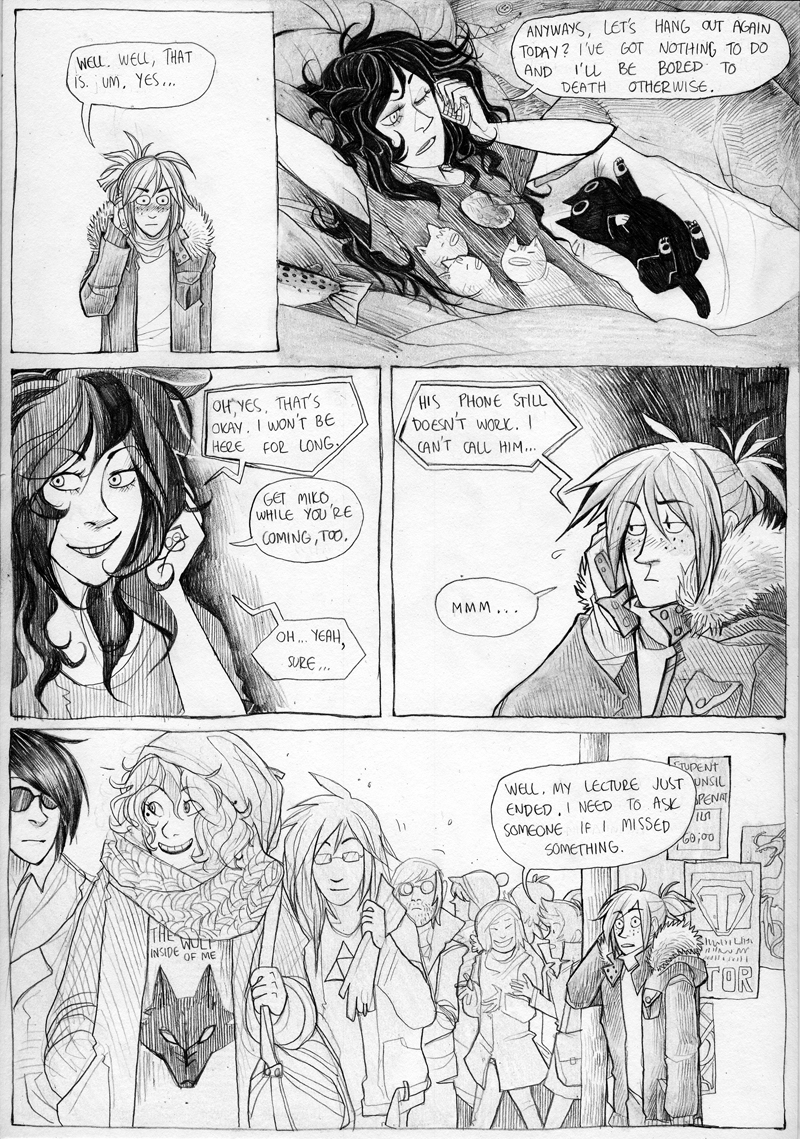 WELL. WELL, THAT
IS. UM. YES...
ANYWAYS, LET'S HANG OUT AGAIN
TODAY? I'VE GOT NOTHING TO DO
AND I'LL BE BORED TO
DEATH OTHERWISE.
OH, YES, THAT'S
OKAY. I WON'T BE
HERE FOR LONG.
GET MIKO,
WHILE YOU'RE
COMING, TOO.
OH... YEAH,
SURE...
HIS PHONE STILL
DOESN'T WORK. I
CAN'T CALL HIM...
MMM...
WELL. MY LECTURE JUST
ENDED. I NEED TO ASK
SOMEONE IF I MISSED
SOMETHING.
STUDENT
UNSIL
THE WOLF
INSIDE OF ME
TOR